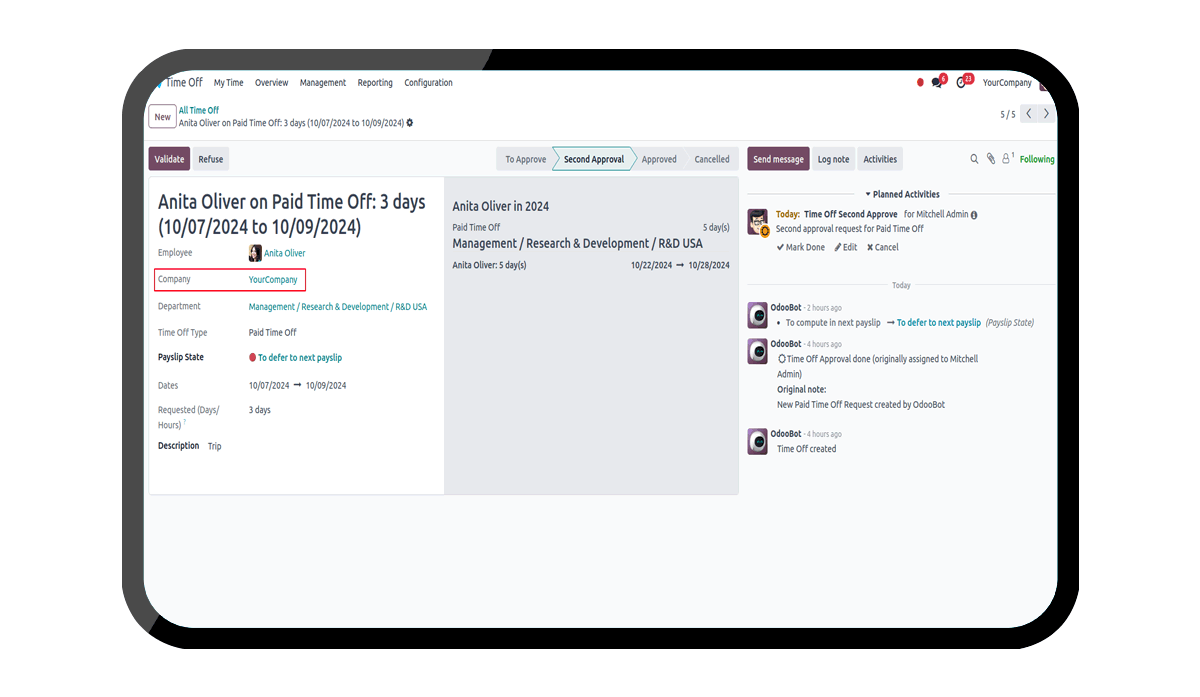 Time Off My Time Overview Management Reporting Configuration 6 23 YourCompany
New All Time Off
Anita Oliver on Paid Time Off: 3 days (10/07/2024 to 10/09/2024) 5 / 5
Validate Refuse To Approve Second Approval Approved Cancelled
Anita Oliver on Paid Time Off: 3 days
(10/07/2024 to 10/09/2024)
Employee Anita Oliver
Company YourCompany
Department Management / Research & Development / R&D USA
Time Off Type Paid Time Off
Payslip State To defer to next payslip
Dates 10/07/2024 → 10/09/2024
Requested (Days/
Hours) ? 3 days
Description Trip
Anita Oliver in 2024
Paid Time Off 5 day(s)
Management / Research & Development / R&D USA
Anita Oliver: 5 day(s) 10/22/2024 → 10/28/2024
Send message Log note Activities 1 Following
Planned Activities
Today: Time Off Second Approve for Mitchell Admin
Second approval request for Paid Time Off
Mark Done Edit Cancel
Today
OdooBot - 2 hours ago
• To compute in next payslip → To defer to next payslip (Payslip State)
OdooBot - 4 hours ago
Time Off Approval done (originally assigned to Mitchell
Admin)
Original note:
New Paid Time Off Request created by OdooBot
OdooBot - 4 hours ago
Time Off created